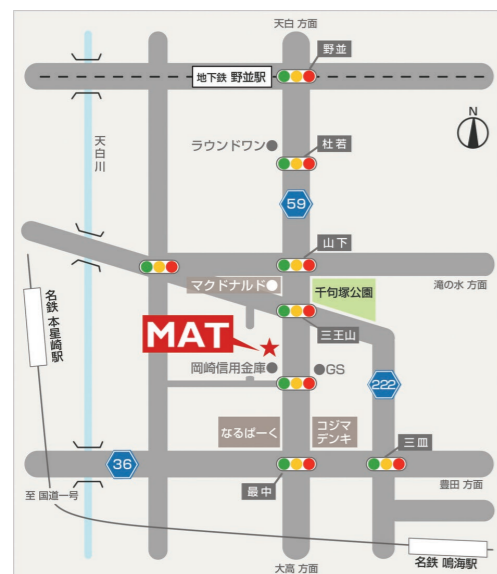 天白 方面
野並
地下鉄 野並駅
N
天白川
ラウンドワン
杜若
59
山下
マクドナルド
千句塚公園
滝の水 方面
名鉄 本星崎駅
三王山
MAT
岡崎信用金庫
GS
222
なるぱーく
コジマ
デンキ
三皿
36
最中
豊田 方面
至 国道一号
大高 方面
名鉄 鳴海駅